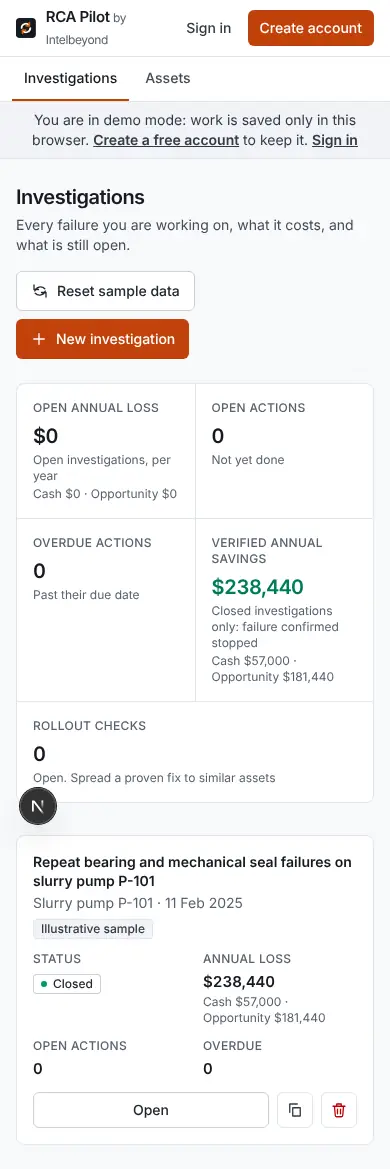 RCA Pilot by
Intelbeyond
Sign in
Create account
Investigations
Assets
You are in demo mode: work is saved only in this
browser. Create a free account to keep it. Sign in
Investigations
Every failure you are working on, what it costs, and
what is still open.
Reset sample data
New investigation
OPEN ANNUAL LOSS
$0
Open investigations, per
year
Cash $0 · Opportunity $0
OPEN ACTIONS
0
Not yet done
OVERDUE ACTIONS
0
Past their due date
VERIFIED ANNUAL
SAVINGS
$238,440
Closed investigations
only: failure confirmed
stopped
Cash $57,000 ·
Opportunity $181,440
ROLLOUT CHECKS
0
Open. Spread a proven fix to similar assets
N
Repeat bearing and mechanical seal failures on
slurry pump P-101
Slurry pump P-101 · 11 Feb 2025
Illustrative sample
STATUS
Closed
ANNUAL LOSS
$238,440
Cash $57,000 ·
Opportunity $181,440
OPEN ACTIONS
0
OVERDUE
0
Open